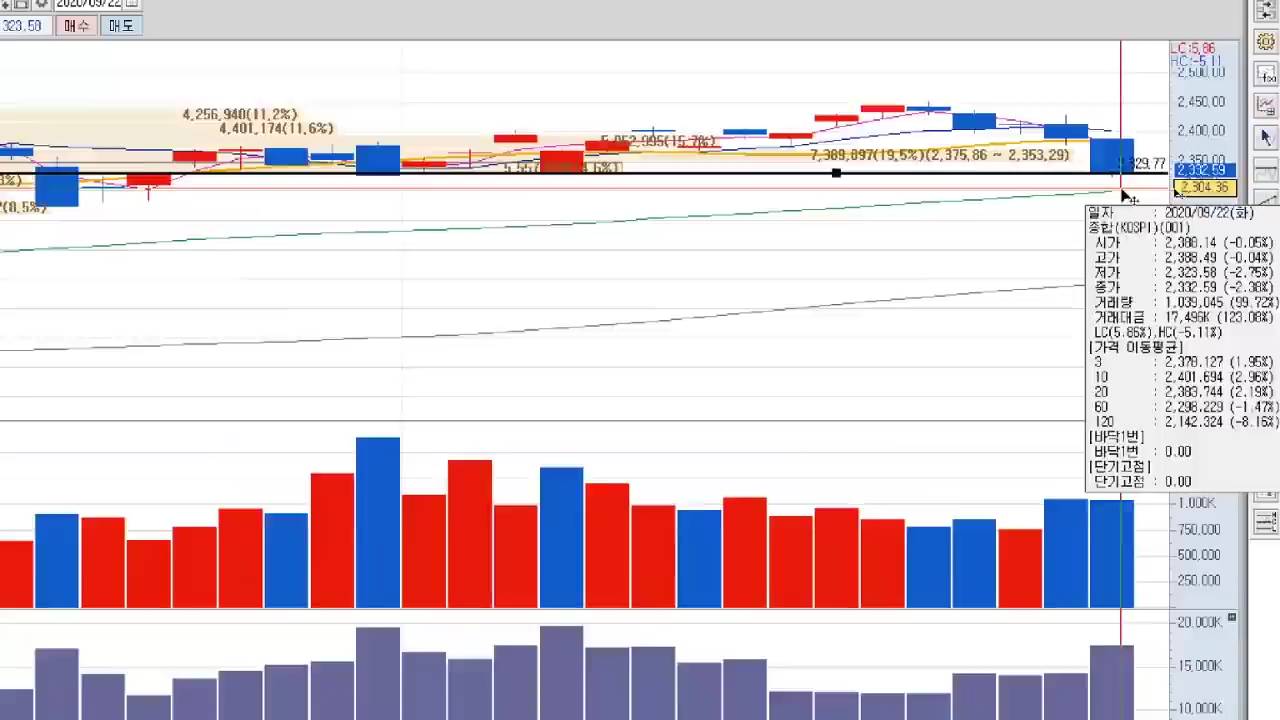 2020/09/22
323.58 매수 매도
LC:5.86
HC:-5.11
2,500.00
4,256,940(11.2%)
4,401,174(11.6%)
2,450.00
2,400.00
7,389,897(19.5%)(2,375.86 ~ 2,353.29)
2,350.00
329.77
2,332.59
2,304.36
일자 : 2020/09/22(화)
종합(KOSPI)(001)
시가 : 2,388.14 (-0.05%)
고가 : 2,388.49 (-0.04%)
저가 : 2,323.58 (-2.75%)
종가 : 2,332.59 (-2.38%)
거래량 : 1,039,045 (99.72%)
거래대금 : 17,496K (123.08%)
LC(5.86%),HC(-5.11%)
[가격 이동평균]
3 : 2,378.127 (1.95%)
10 : 2,401.694 (2.96%)
20 : 2,383.744 (2.19%)
60 : 2,298.229 (-1.47%)
120 : 2,142.324 (-8.16%)
[바닥1번]
바닥1번 : 0.00
[단기고점]
단기고점 : 0.00
1,000K
750,000
500,000
250,000
20,000K
15,000K
10,000K